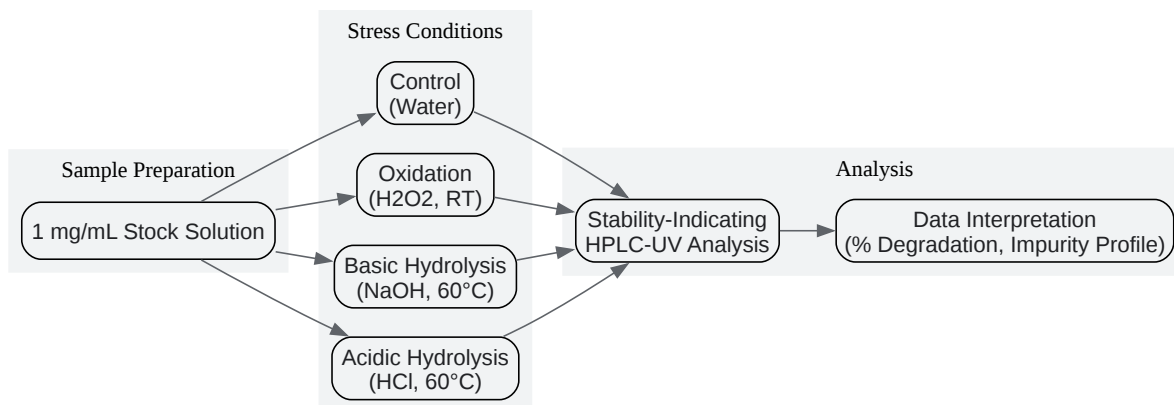 Stress Conditions
Control
(Water)
Sample Preparation
Oxidation
(H2O2, RT)
Analysis
1 mg/mL Stock Solution
Stability-Indicating
HPLC-UV Analysis
Data Interpretation
(% Degradation, Impurity Profile)
Basic Hydrolysis
(NaOH, 60°C)
Acidic Hydrolysis
(HCl, 60°C)